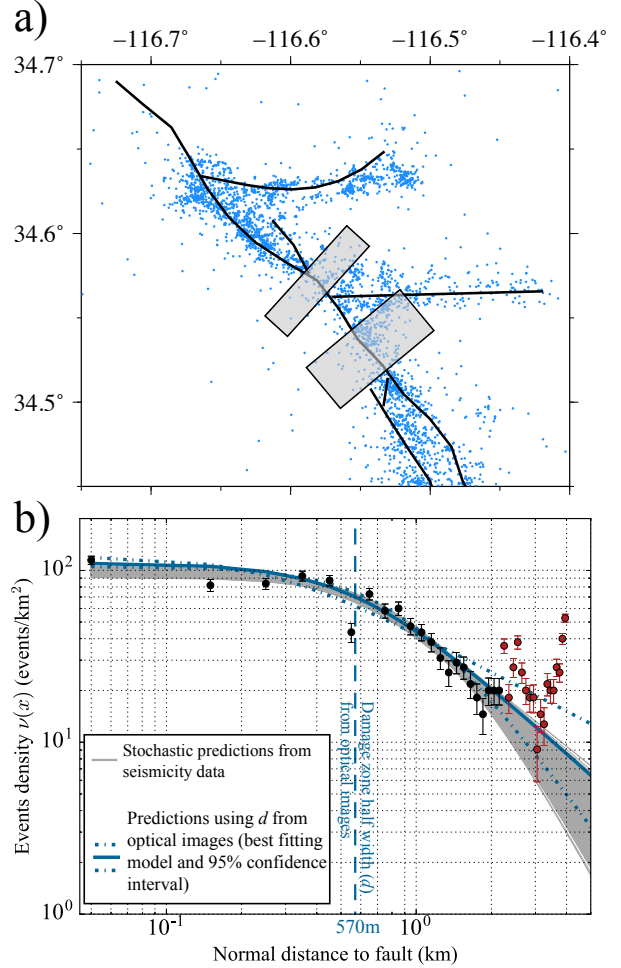 a)
−116.7° −116.6° −116.5° −116.4°
34.7°
34.6°
34.5°
b)
10²
10¹
10⁰
Events density ν(x) (events/km²)
Damage zone half width (d)
from optical images
Stochastic predictions from
seismicity data
Predictions using d from
optical images (best fitting
model and 95% confidence
interval)
10⁻¹ 570m 10⁰
Normal distance to fault (km)